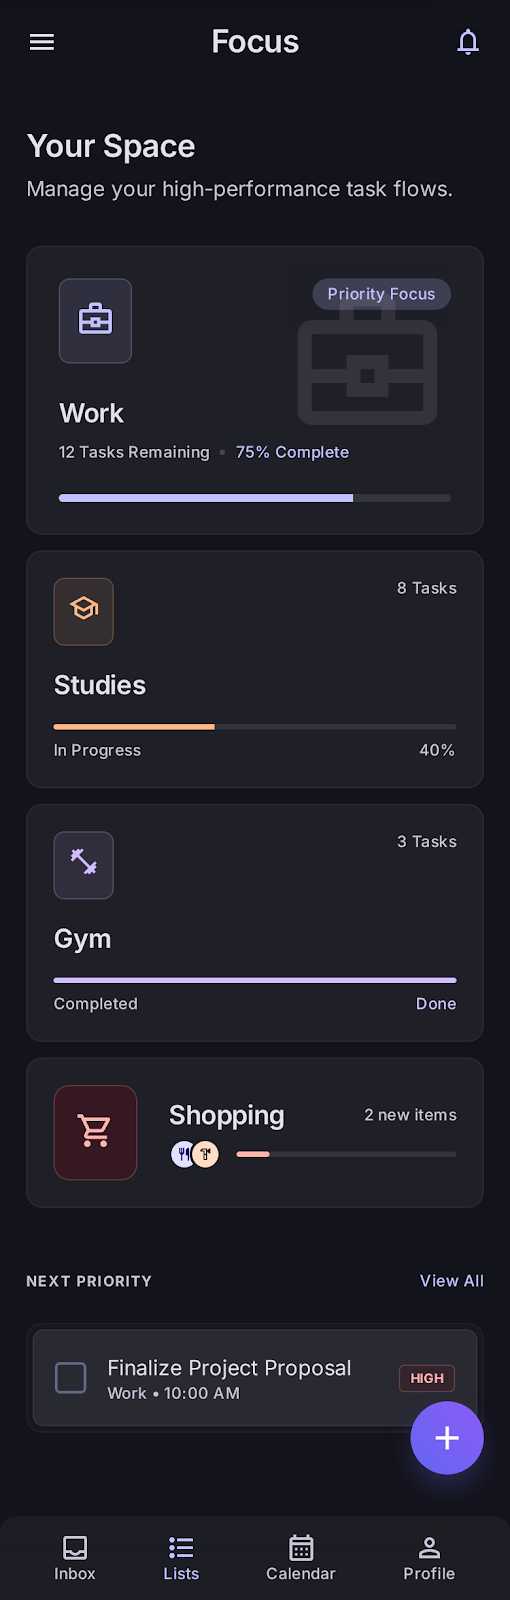 Focus
Your Space
Manage your high-performance task flows.
Priority Focus
Work
12 Tasks Remaining • 75% Complete
8 Tasks
Studies
In Progress 40%
3 Tasks
Gym
Completed Done
Shopping 2 new items
NEXT PRIORITY View All
Finalize Project Proposal
HIGH
Work • 10:00 AM
Inbox Lists Calendar Profile